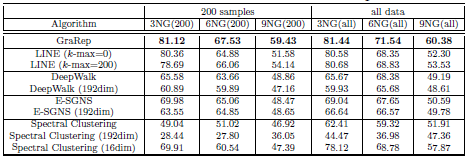 200 samples all data
Algorithm 3NG(200) 6NG(200) 9NG(200) 3NG(all) 6NG(all) 9NG(all)
GraRep 81.12 67.53 59.43 81.44 71.54 60.38
LINE (k-max=0) 80.36 64.88 51.58 80.58 68.35 52.30
LINE (k-max=200) 78.69 66.06 54.14 80.68 68.83 53.53
DeepWalk 65.58 63.66 48.86 65.67 68.38 49.19
DeepWalk (192dim) 60.89 59.89 47.16 59.93 65.68 48.61
E-SGNS 69.98 65.06 48.47 69.04 67.65 50.59
E-SGNS (192dim) 63.55 64.85 48.65 66.64 66.57 49.78
Spectral Clustering 49.04 51.02 46.92 62.41 59.32 51.91
Spectral Clustering (192dim) 28.44 27.80 36.05 44.47 36.98 47.36
Spectral Clustering (16dim) 69.91 60.54 47.39 78.12 68.78 57.87